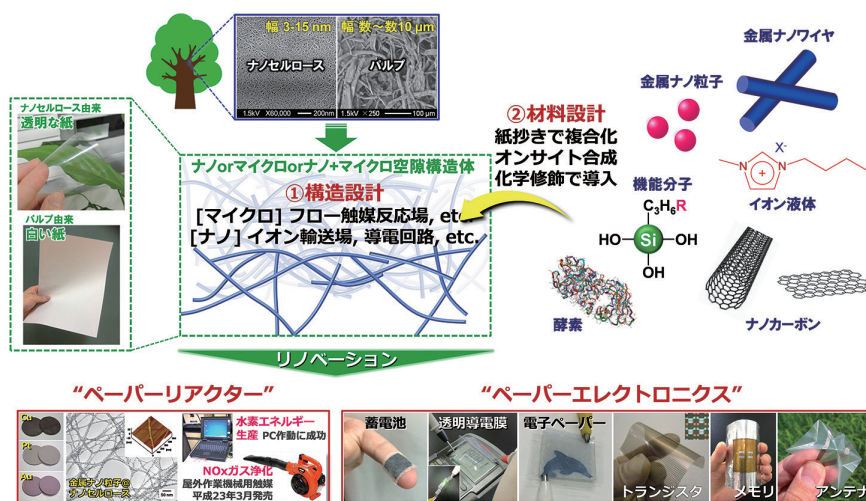 幅 3-15 nm
ナノセルロース
1.5kV X60,000 200nm
幅 数～数10 μm
パルプ
1.5kV ×250 100 μm
ナノセルロース由来
透明な紙
パルプ由来
白い紙
ナノorマイクロorナノ+マイクロ空隙構造体
①構造設計
[マイクロ] フロー触媒反応場, etc.
[ナノ] イオン輸送場, 導電回路, etc.
②材料設計
紙抄きで複合化
オンサイト合成
化学修飾で導入
金属ナノワイヤ
金属ナノ粒子
X-
+
イオン液体
機能分子
C3H6R
HO Si OH
OH
酵素
ナノカーボン
リノベーション
“ペーパーリアクター”
Cu
Pt
Au
金属ナノ粒子@
ナノセルロース
50 nm
水素エネルギー
生産 PC作動に成功
NOxガス浄化
屋外作業機械用触媒
平成23年3月発売
“ペーパーエレクトロニクス”
蓄電池
透明導電膜
電子ペーパー
トランジスタ
メモリ
アンテナ